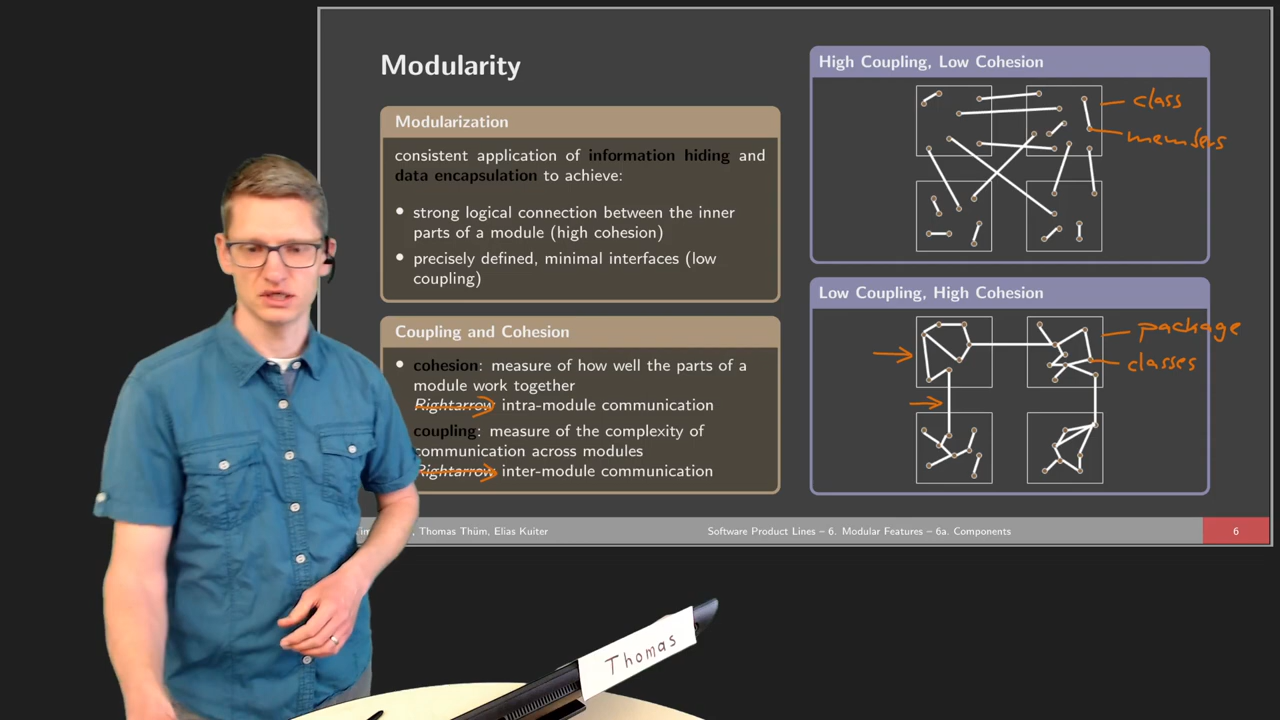 Modularity
Modularization
consistent application of information hiding and
data encapsulation to achieve:
• strong logical connection between the inner
parts of a module (high cohesion)
• precisely defined, minimal interfaces (low
coupling)
Coupling and Cohesion
• cohesion: measure of how well the parts of a
module work together
Rightarrow intra-module communication
coupling: measure of the complexity of
communication across modules
Rightarrow inter-module communication
High Coupling, Low Cohesion
class
members
Low Coupling, High Cohesion
package
classes
Thomas Thüm, Elias Kuiter
Software Product Lines – 6. Modular Features – 6a. Components
6
Thomas